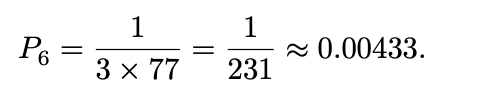 P₆ = 1/(3 × 77) = 1/231 ≈ 0.00433.